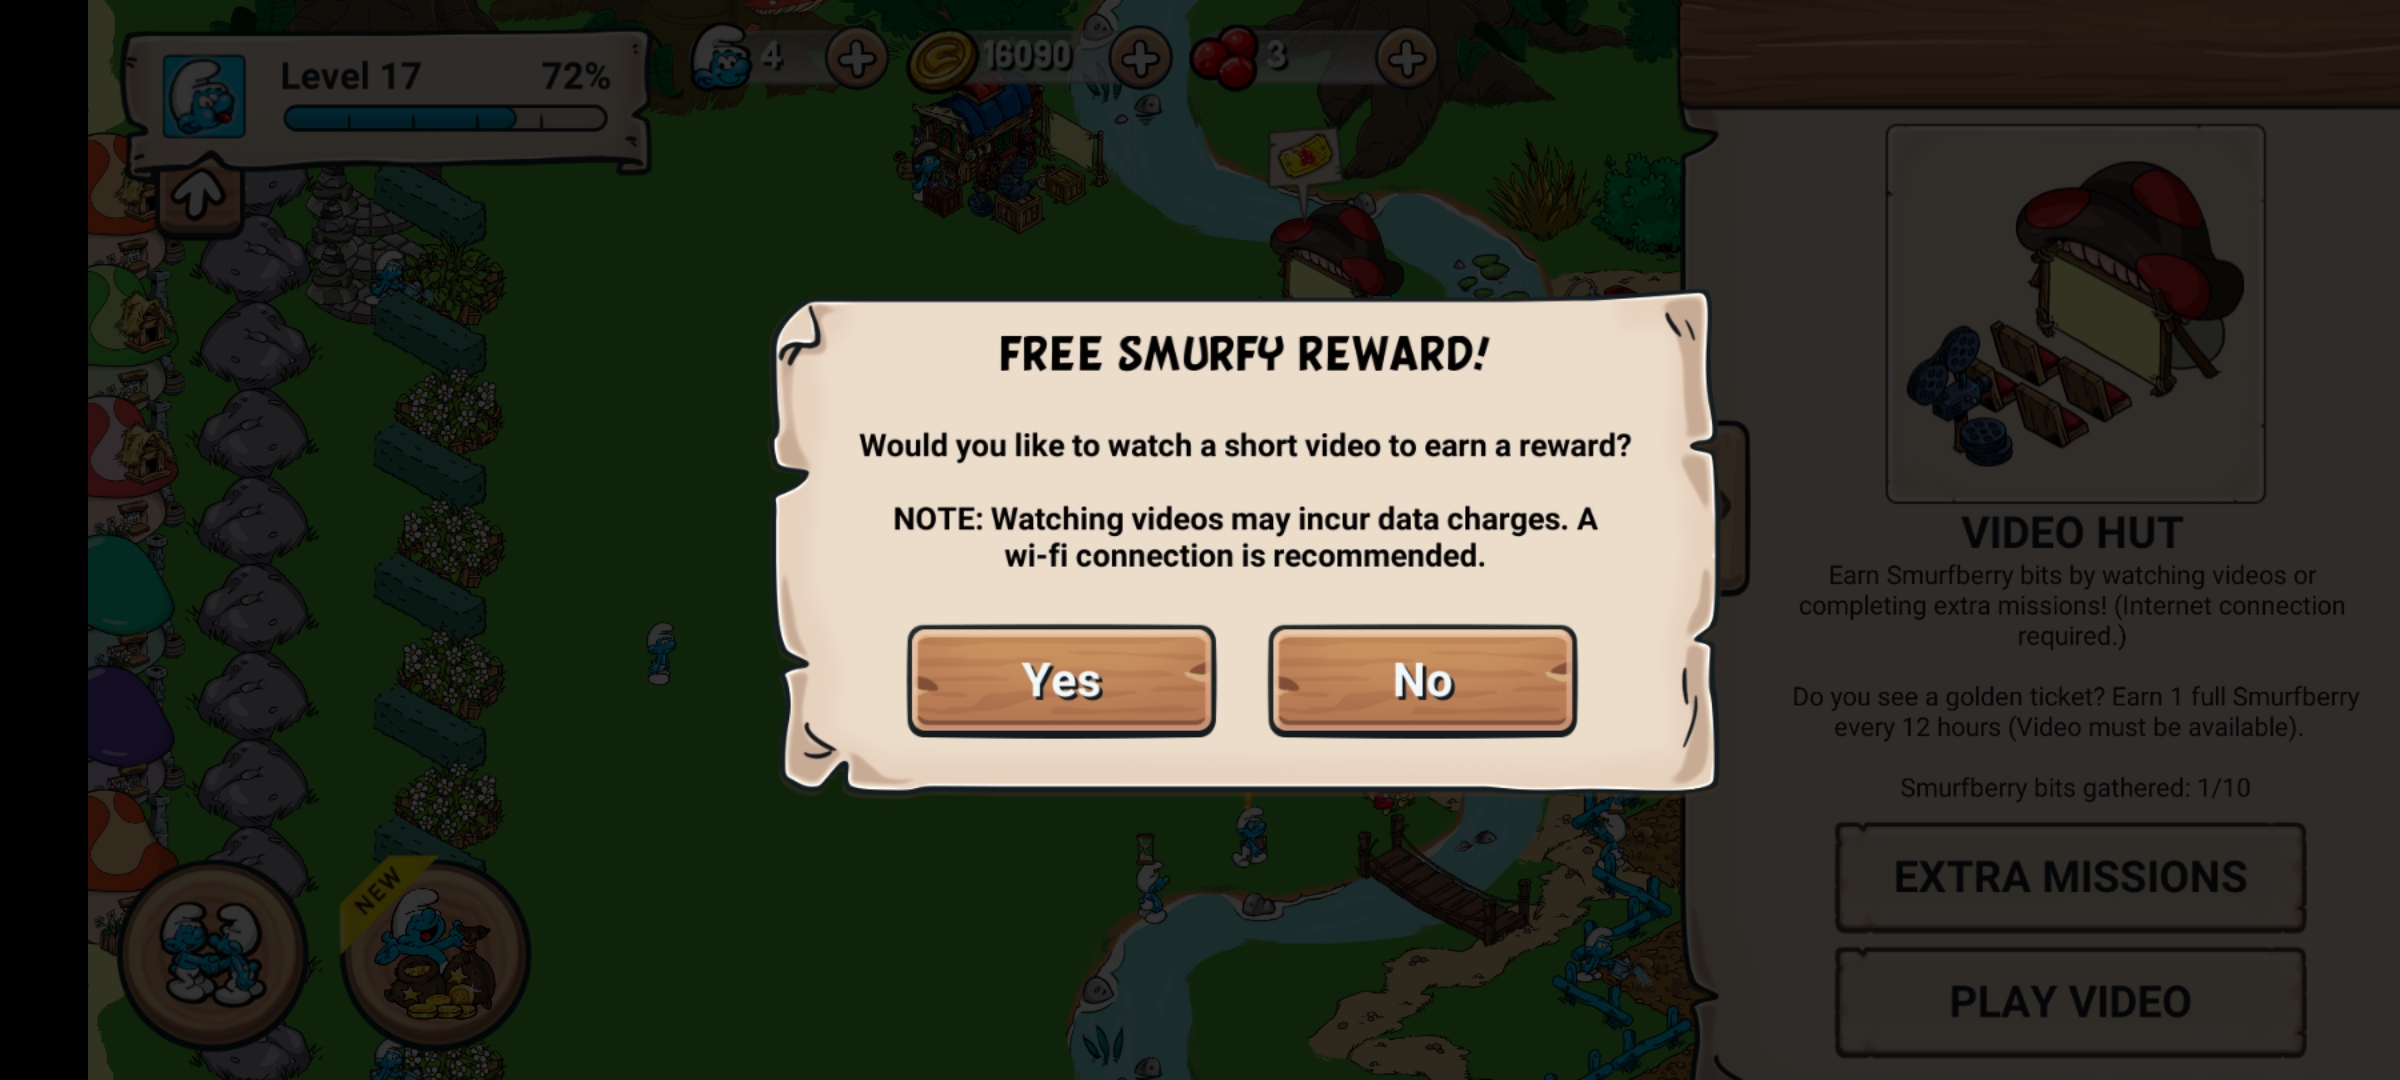 Level 17 72%
4
16090
3
FREE SMURFY REWARD!
Would you like to watch a short video to earn a reward?
NOTE: Watching videos may incur data charges. A
wi-fi connection is recommended.
Yes
No
NEW
VIDEO HUT
Earn Smurfberry bits by watching videos or
completing extra missions! (Internet connection
required.)
Do you see a golden ticket? Earn 1 full Smurfberry
every 12 hours (Video must be available).
Smurfberry bits gathered: 1/10
EXTRA MISSIONS
PLAY VIDEO